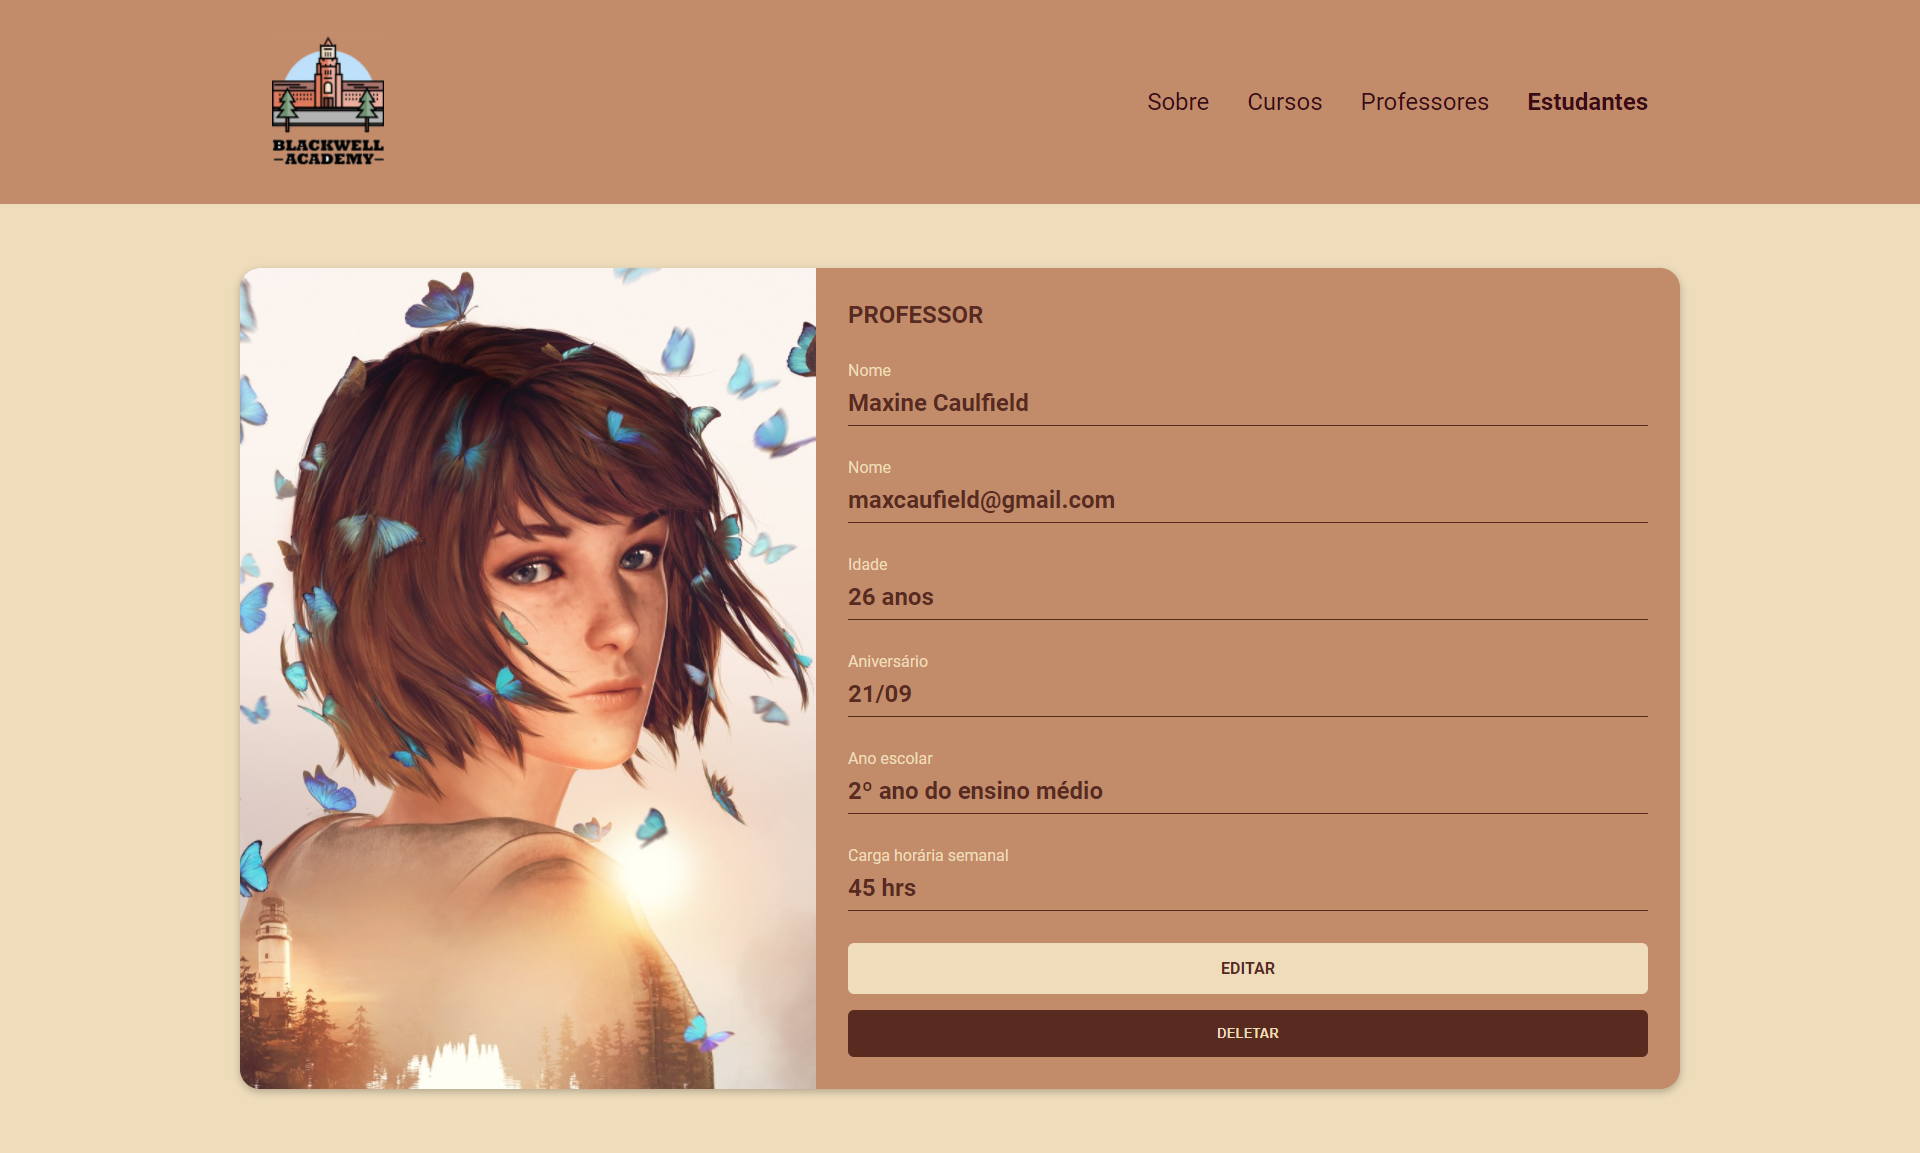 BLACKWELL
-ACADEMY-
Sobre Cursos Professores Estudantes
PROFESSOR
Nome
Maxine Caulfield
Nome
maxcaufield@gmail.com
Idade
26 anos
Aniversário
21/09
Ano escolar
2º ano do ensino médio
Carga horária semanal
45 hrs
EDITAR
DELETAR